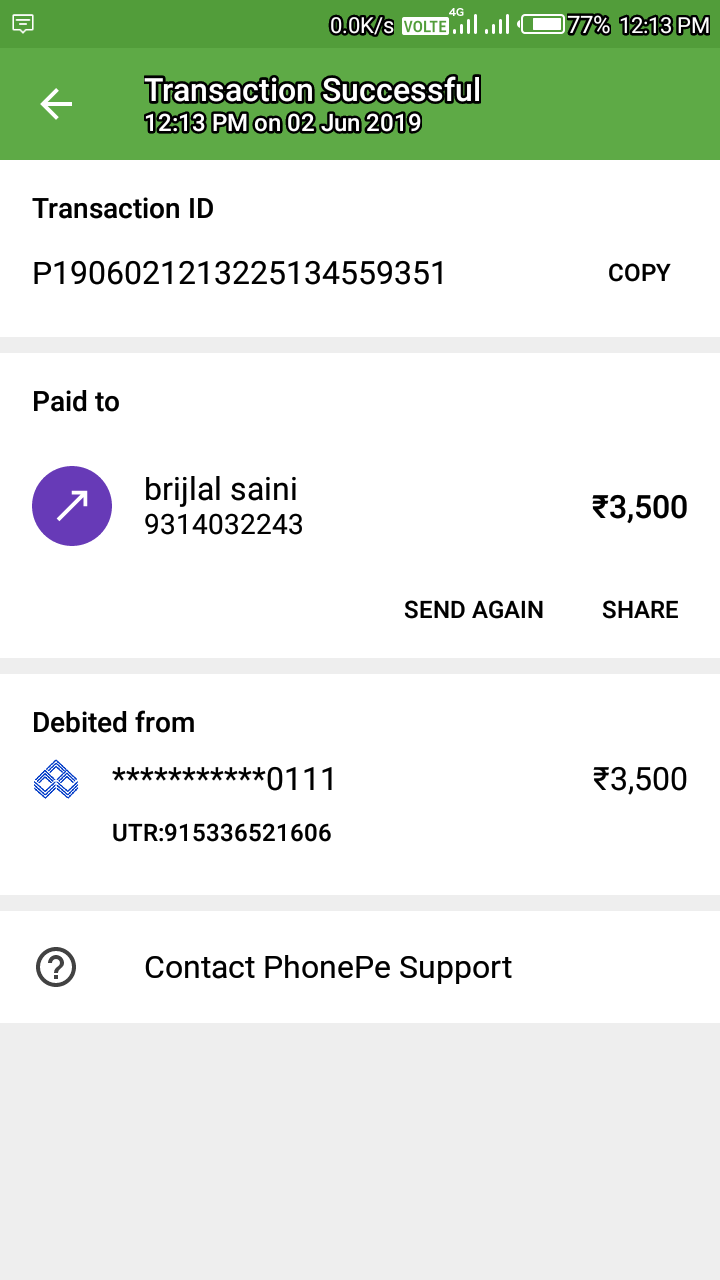 0.0K/s VOLTE 4G 77% 12:13 PM
Transaction Successful
12:13 PM on 02 Jun 2019
Transaction ID
P1906021213225134559351 COPY
Paid to
brijlal saini
9314032243
₹3,500
SEND AGAIN SHARE
Debited from
***********0111 ₹3,500
UTR:915336521606
Contact PhonePe Support